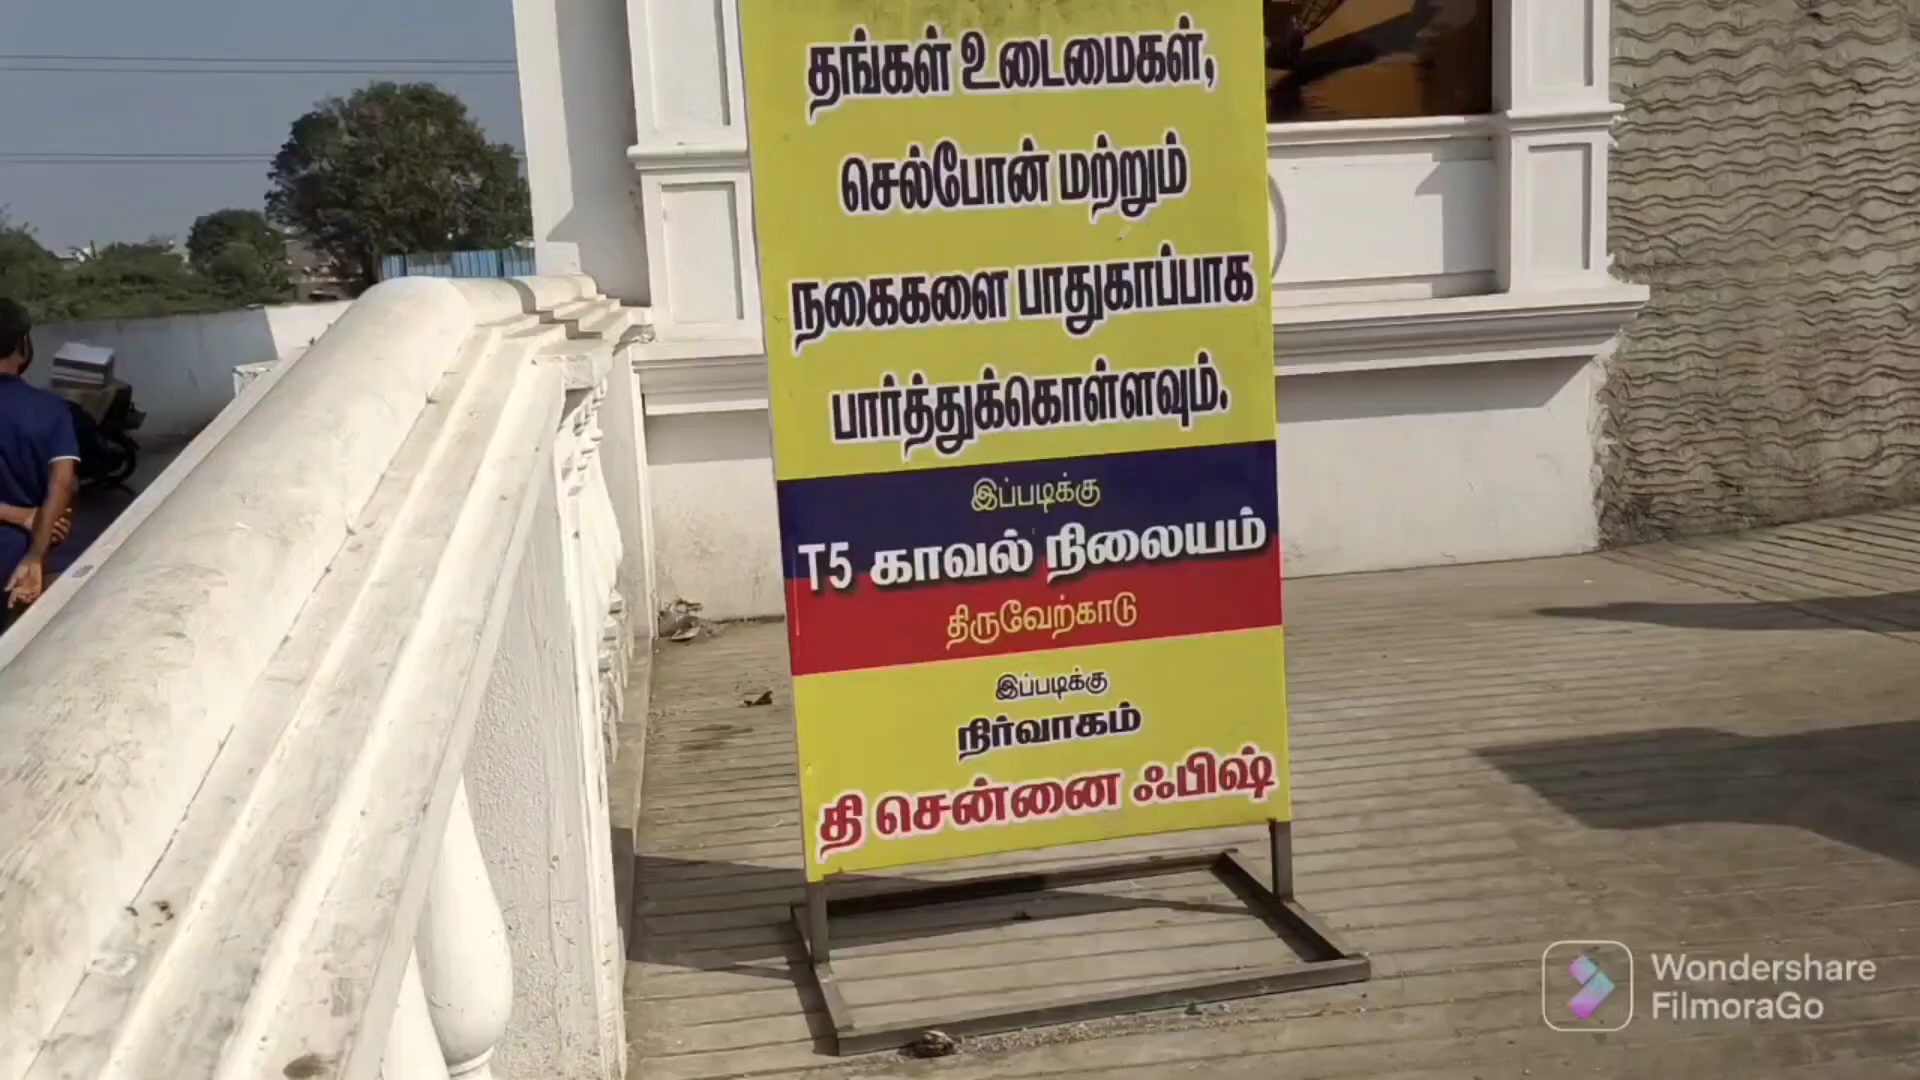 தங்கள் உடைமைகள்,
செல்போன் மற்றும்
நகைகளை பாதுகாப்பாக
பார்த்துக்கொள்ளவும்.
இப்படிக்கு
T5 காவல் நிலையம்
திருவேற்காடு
இப்படிக்கு
நிர்வாகம்
தி சென்னை ஃபிஷ்
Wondershare
FilmoraGo